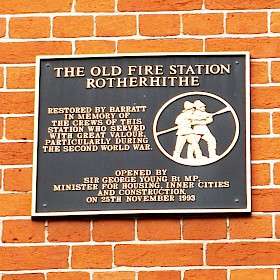 THE OLD FIRE STATION
ROTHERHITHE
RESTORED BY BARRATT
IN MEMORY OF
THE CREWS OF THIS
STATION WHO SERVED
WITH GREAT VALOUR,
PARTICULARLY DURING
THE SECOND WORLD WAR.
OPENED BY
SIR GEORGE YOUNG Bt MP,
MINISTER FOR HOUSING, INNER CITIES
AND CONSTRUCTION,
ON 25TH NOVEMBER 1993